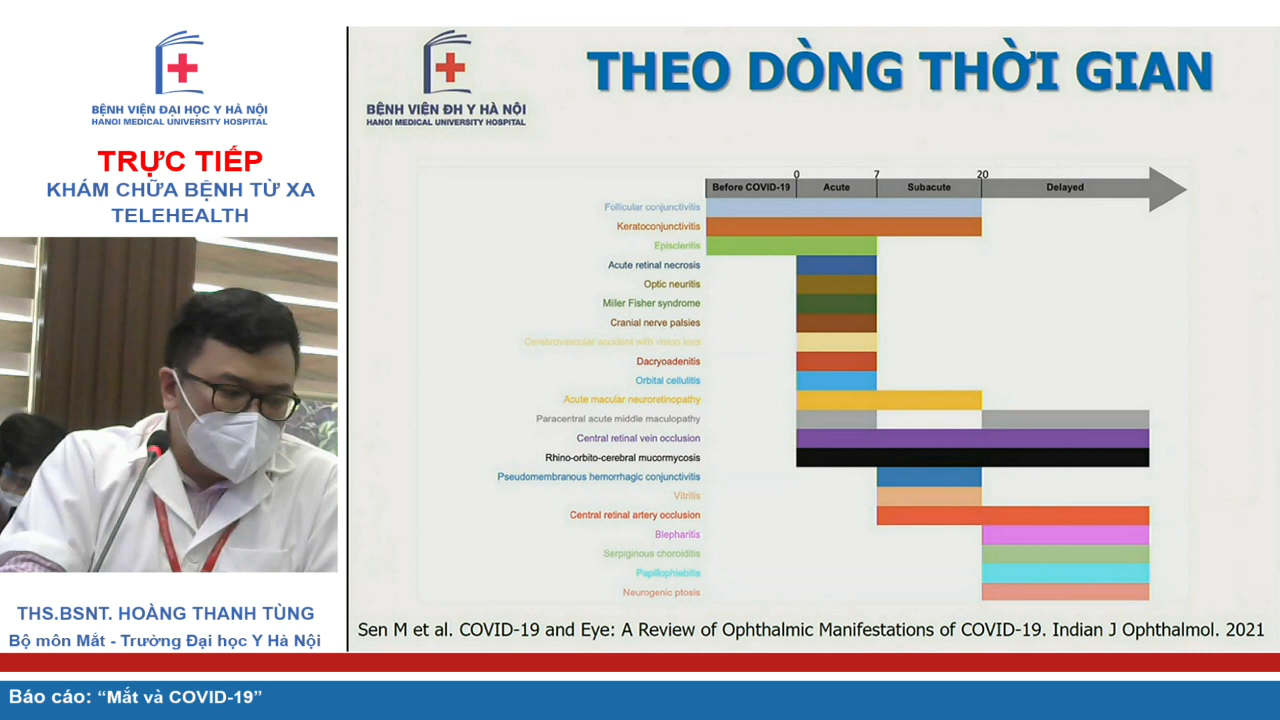 BỆNH VIỆN ĐẠI HỌC Y HÀ NỘI
HANOI MEDICAL UNIVERSITY HOSPITAL
TRỰC TIẾP
KHÁM CHỮA BỆNH TỪ XA
TELEHEALTH
THS.BSNT. HOÀNG THANH TÙNG
Bộ môn Mắt - Trường Đại học Y Hà Nội
BỆNH VIỆN ĐH Y HÀ NỘI
HANOI MEDICAL UNIVERSITY HOSPITAL
THEO DÒNG THỜI GIAN
0 7 20
Before COVID-19 Acute Subacute Delayed
Follicular conjunctivitis
Keratoconjunctivitis
Episcleritis
Acute retinal necrosis
Optic neuritis
Miller Fisher syndrome
Cranial nerve palsies
Cerebrovascular accident with vision loss
Dacryoadenitis
Orbital cellulitis
Acute macular neuroretinopathy
Paracentral acute middle maculopathy
Central retinal vein occlusion
Rhino-orbito-cerebral mucormycosis
Pseudomembranous hemorrhagic conjunctivitis
Vitritis
Central retinal artery occlusion
Blepharitis
Serpiginous choroiditis
Papillophlebitis
Neurogenic ptosis
Sen M et al. COVID-19 and Eye: A Review of Ophthalmic Manifestations of COVID-19. Indian J Ophthalmol. 2021
Báo cáo: “Mắt và COVID-19”